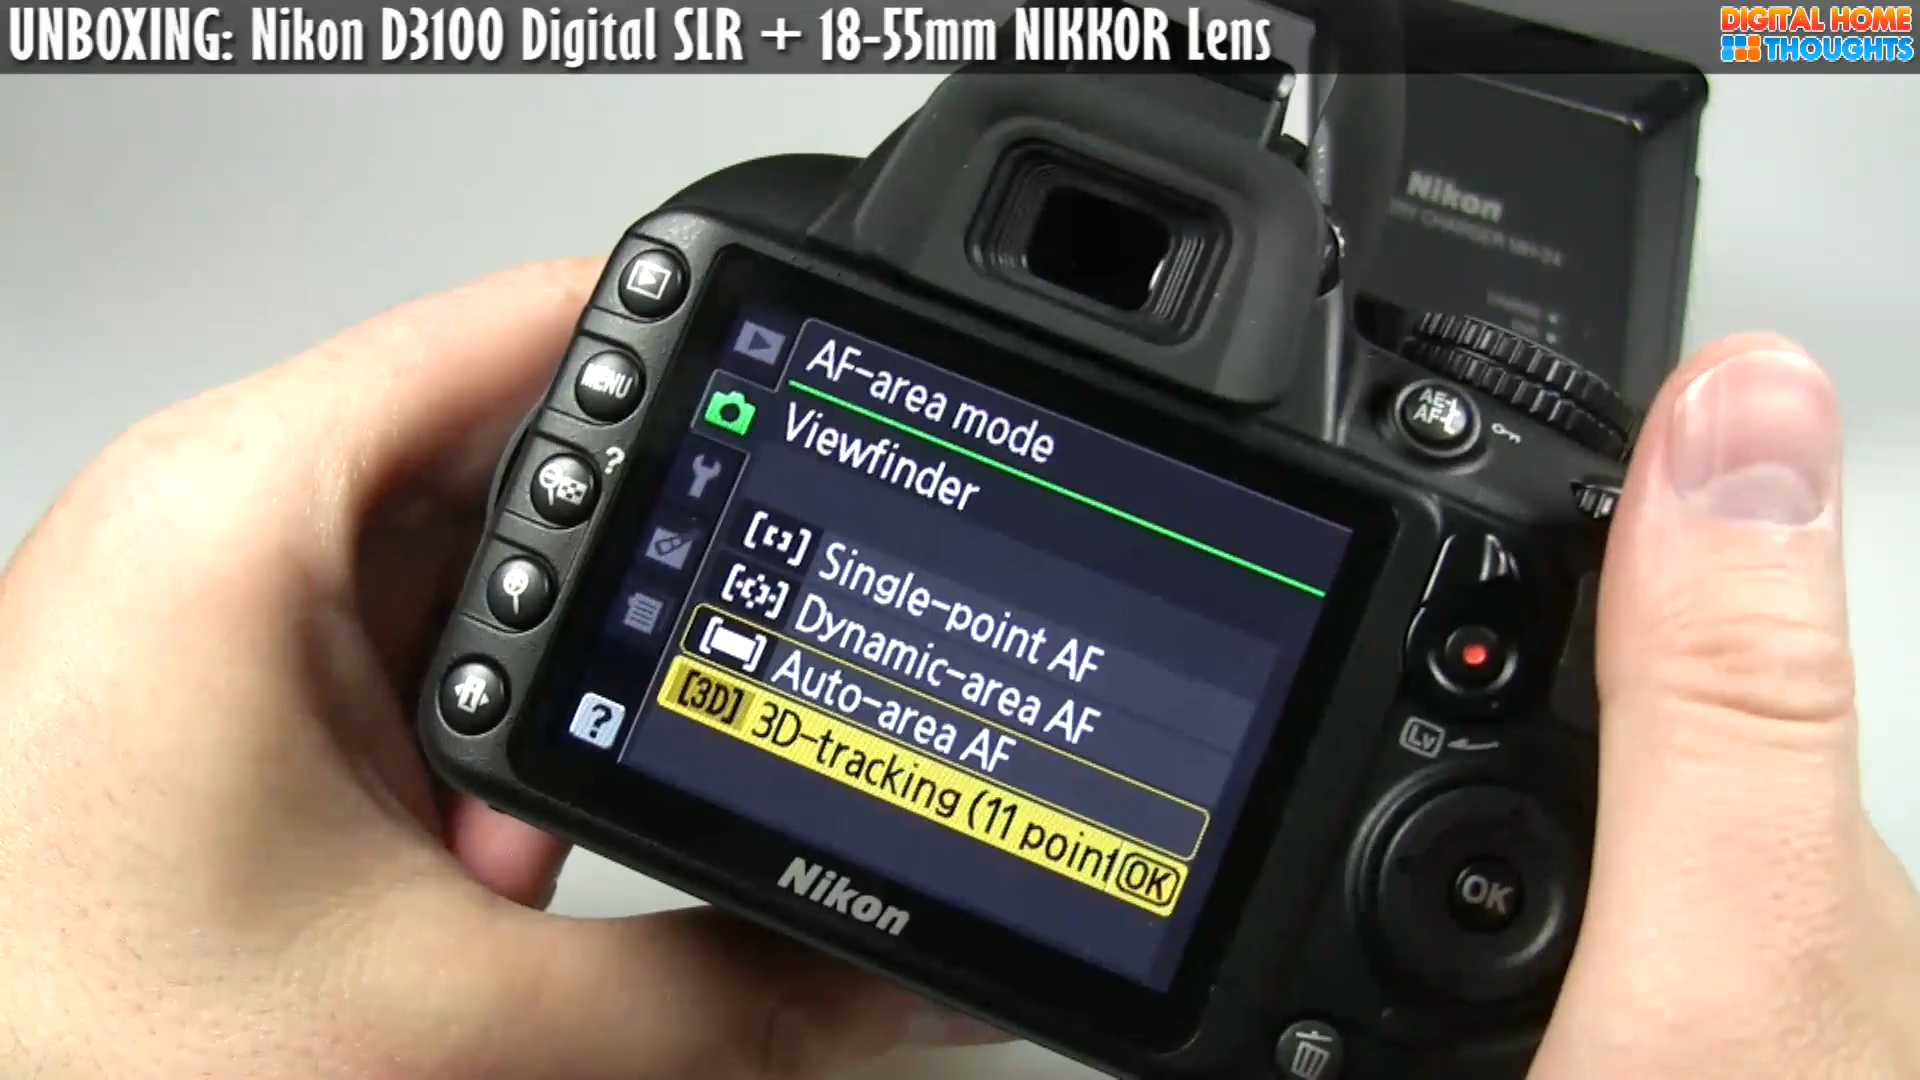 UNBOXING: Nikon D3100 Digital SLR + 18-55mm NIKKOR Lens
DIGITAL HOME
THOUGHTS
Nikon
CHARGER
MENU
?
AE-L
AF-L
AF-area mode
Viewfinder
[3D]
Single-point AF
Dynamic-area AF
Auto-area AF
3D-tracking (11 point
OK
?
Lv
OK
Nikon